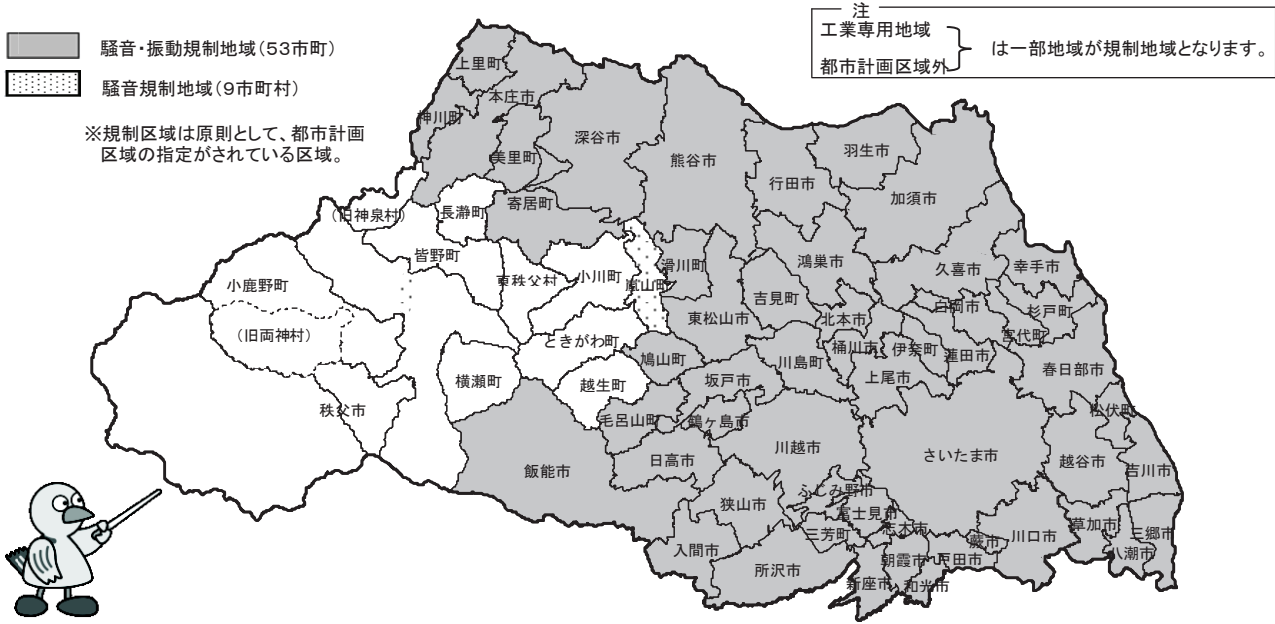 騒音・振動規制地域(53市町)
騒音規制地域(9市町村)
※規制区域は原則として、都市計画
区域の指定がされている区域。
注
工業専用地域
都市計画区域外
は一部地域が規制地域となります。
上里町
本庄市
神川町
美里町
深谷市
熊谷市
行田市
羽生市
加須市
(旧神泉村)
長瀞町
寄居町
皆野町
小鹿野町
(旧両神村)
東秩父村
小川町
嵐山町
滑川町
東松山市
吉見町
鴻巣市
久喜市
幸手市
白岡市
杉戸町
宮代町
北本市
桶川市
伊奈町
蓮田市
春日部市
ときがわ町
鳩山町
川島町
上尾市
横瀬町
越生町
坂戸市
秩父市
毛呂山町
鶴ヶ島市
松伏町
飯能市
日高市
川越市
さいたま市
越谷市
吉川市
狭山市
ふじみ野市
富士見市
三芳町
志木市
入間市
所沢市
朝霞市
新座市
和光市
戸田市
蕨市
川口市
草加市
三郷市
八潮市